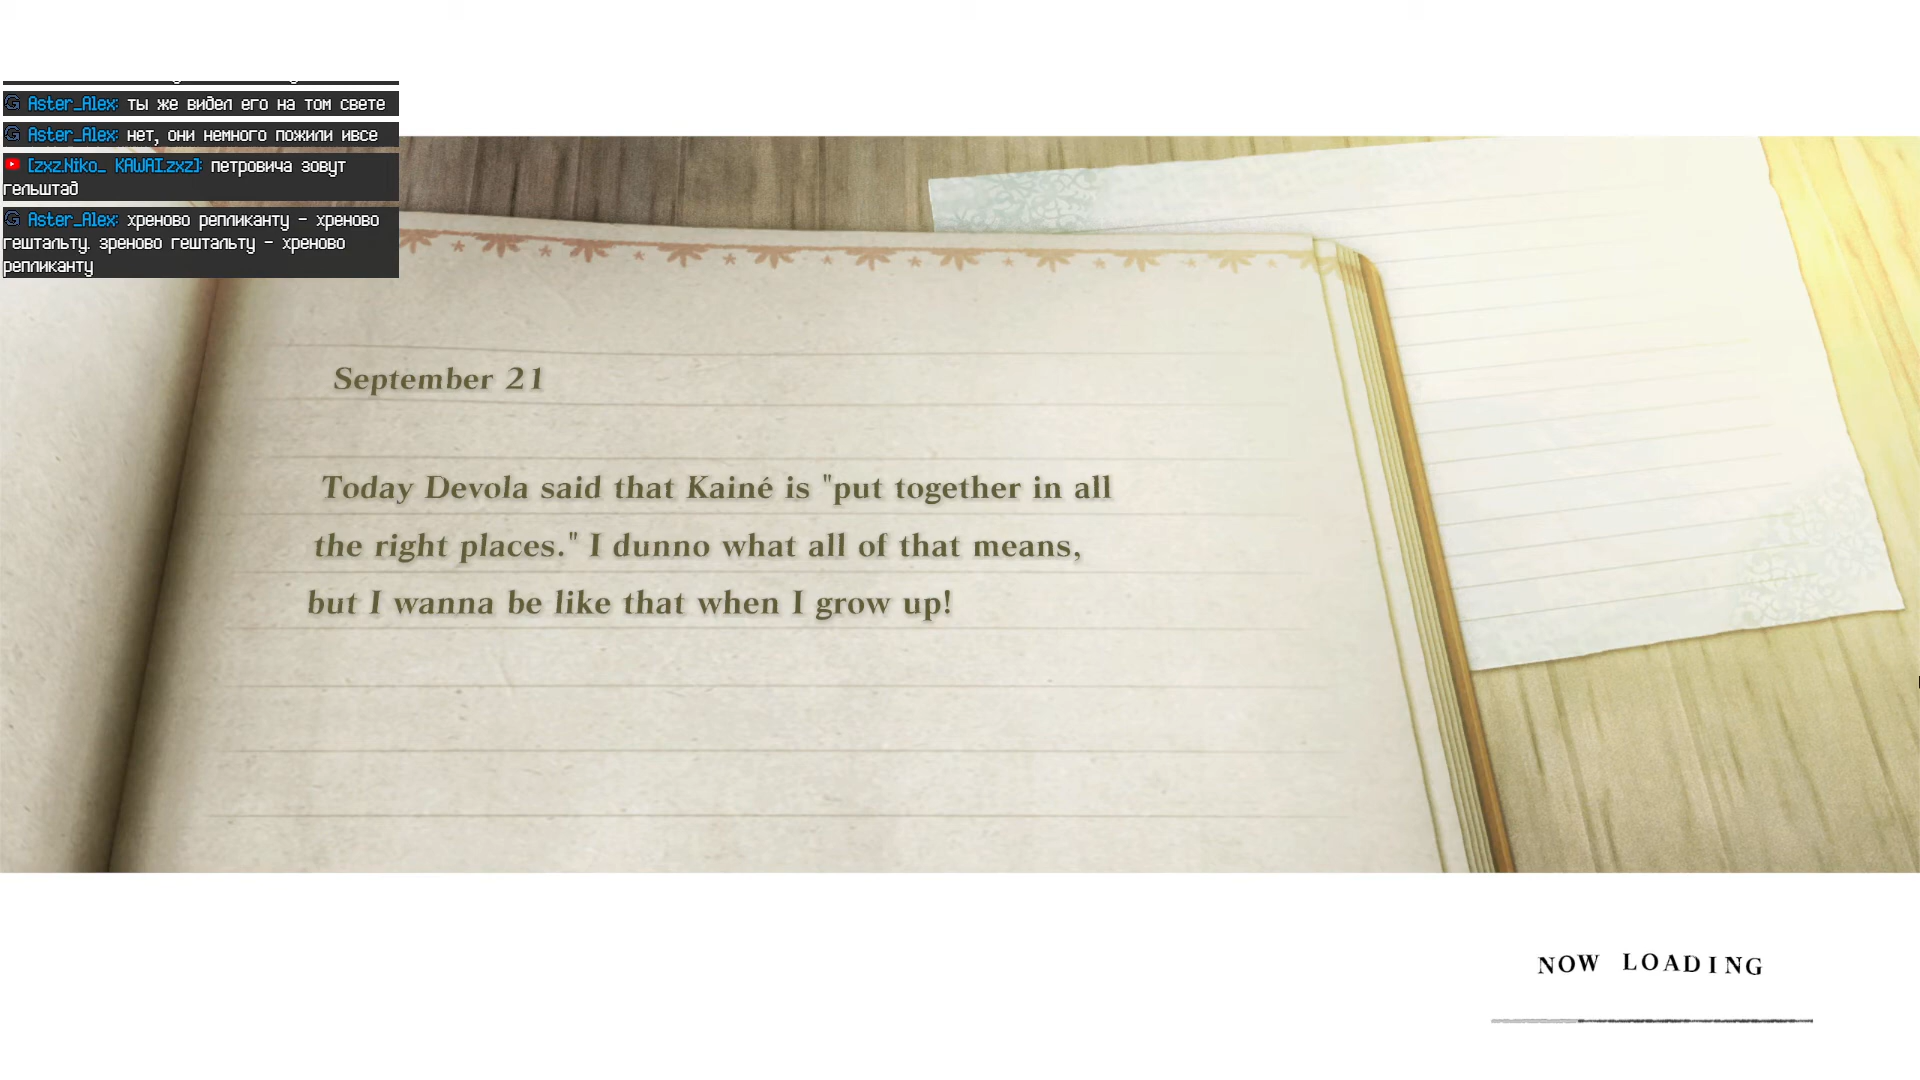 Aster_Alex: ты же видел его на том свете
Aster_Alex: нет, они немного пожили ивсе
[zxz.Niko_ KAWAI.zxz]: петровича зовут
гельштад
Aster_Alex: хреново репликанту - хреново
гештальту. зреново гештальту - хреново
репликанту
September 21
Today Devola said that Kainé is "put together in all
the right places." I dunno what all of that means,
but I wanna be like that when I grow up!
NOW LOADING